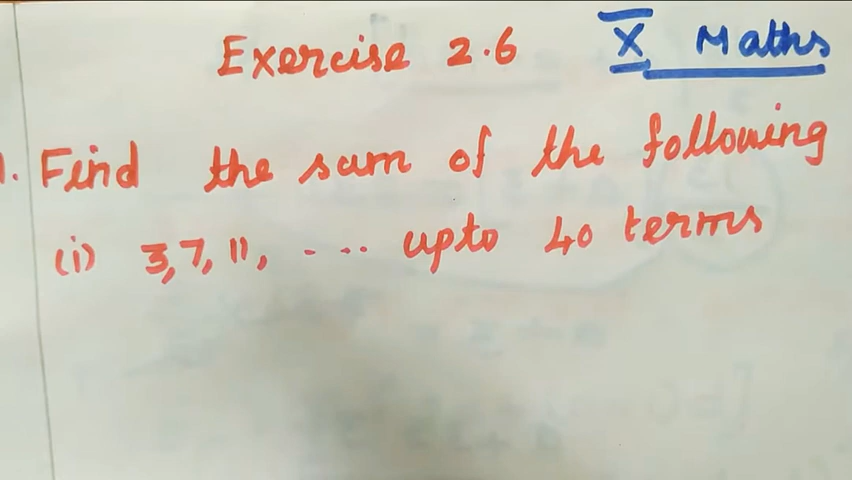 Exercise 2.6 X Maths
1. Find the sum of the following
(i) 3, 7, 11, .... upto 40 terms